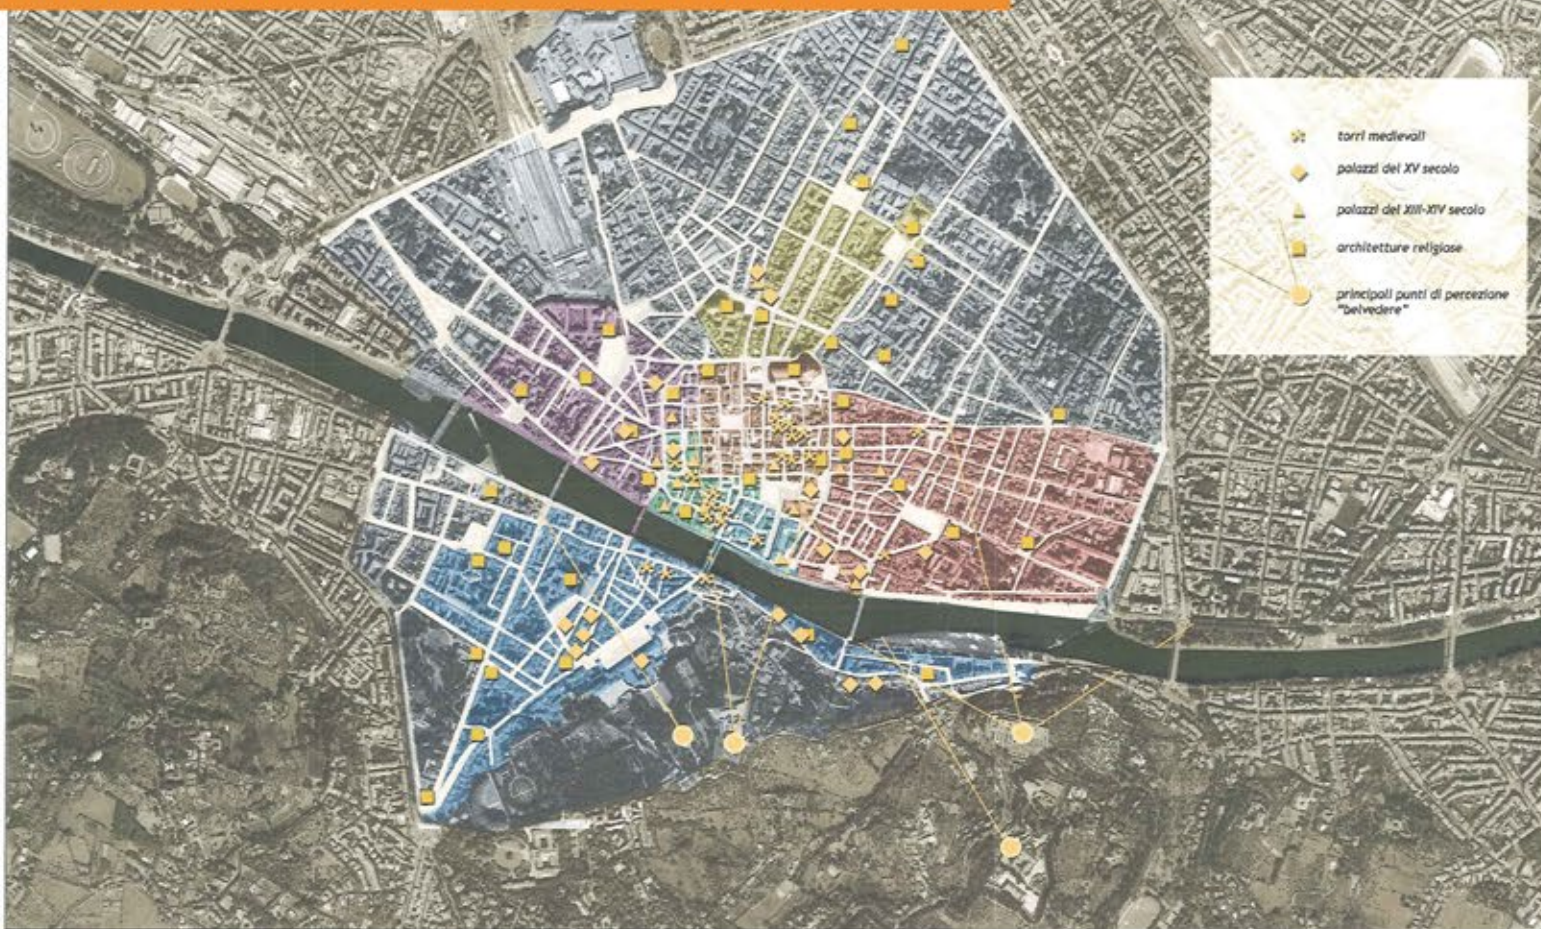 torri medievali
palazzi del XV secolo
palazzi del XIII-XIV secolo
architetture religiose
principali punti di percezione
"belvedere"